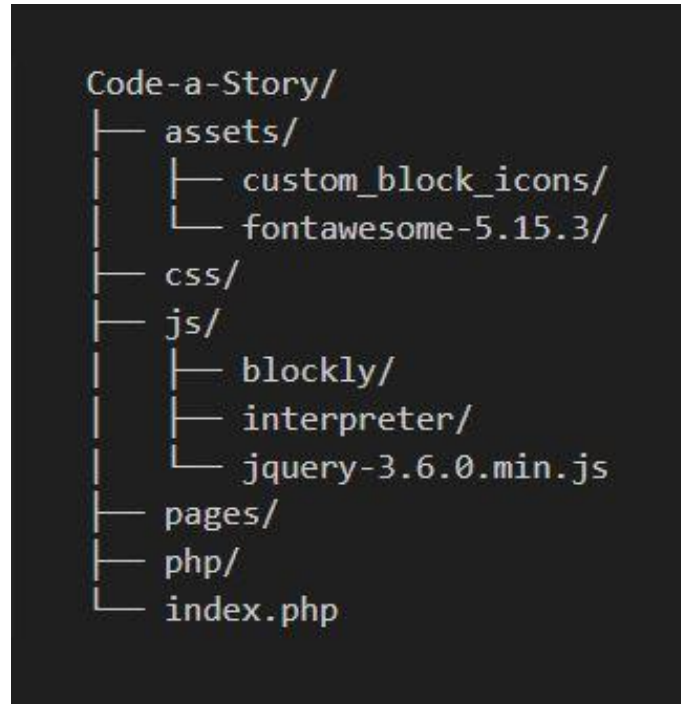 Code-a-Story/
├── assets/
│   ├── custom_block_icons/
│   └── fontawesome-5.15.3/
├── css/
├── js/
│   ├── blockly/
│   ├── interpreter/
│   └── jquery-3.6.0.min.js
├── pages/
├── php/
└── index.php